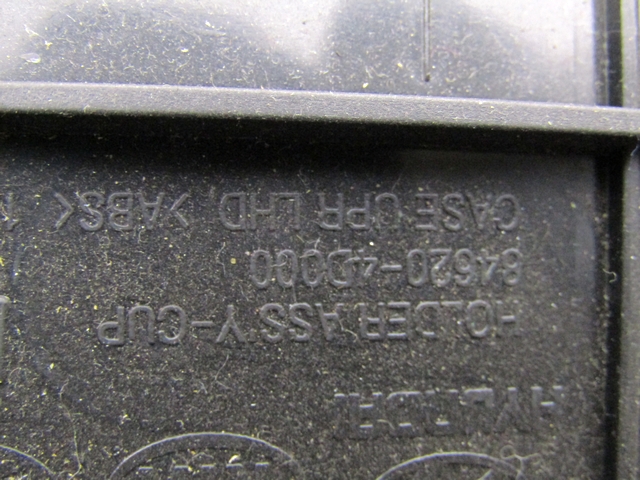 HYUNDAI
HOLDER ASS'Y-CUP
84620-4D000
CASE UPR LHD, >ABS<